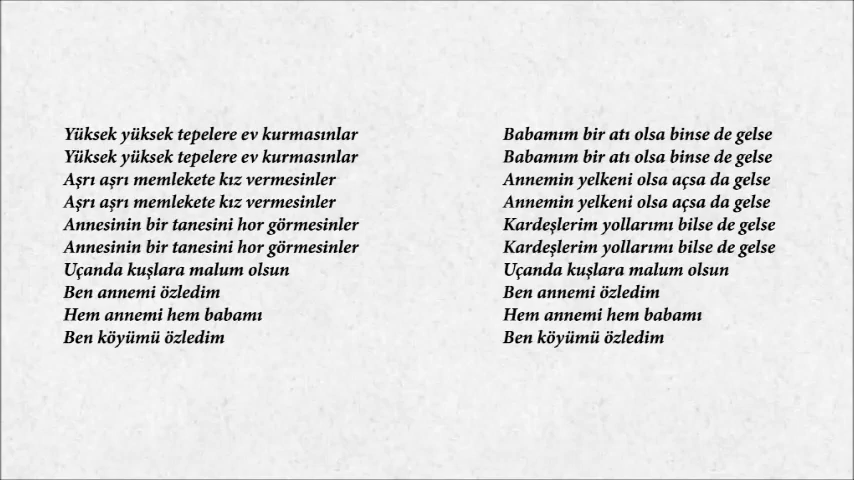 Yüksek yüksek tepelere ev kurmasınlar
Yüksek yüksek tepelere ev kurmasınlar
Aşrı aşrı memlekete kız vermesinler
Aşrı aşrı memlekete kız vermesinler
Annesinin bir tanesini hor görmesinler
Annesinin bir tanesini hor görmesinler
Uçanda kuşlara malum olsun
Ben annemi özledim
Hem annemi hem babamı
Ben köyümü özledim
Babamım bir atı olsa binse de gelse
Babamım bir atı olsa binse de gelse
Annemin yelkeni olsa açsa da gelse
Annemin yelkeni olsa açsa da gelse
Kardeşlerim yollarımı bilse de gelse
Kardeşlerim yollarımı bilse de gelse
Uçanda kuşlara malum olsun
Ben annemi özledim
Hem annemi hem babamı
Ben köyümü özledim